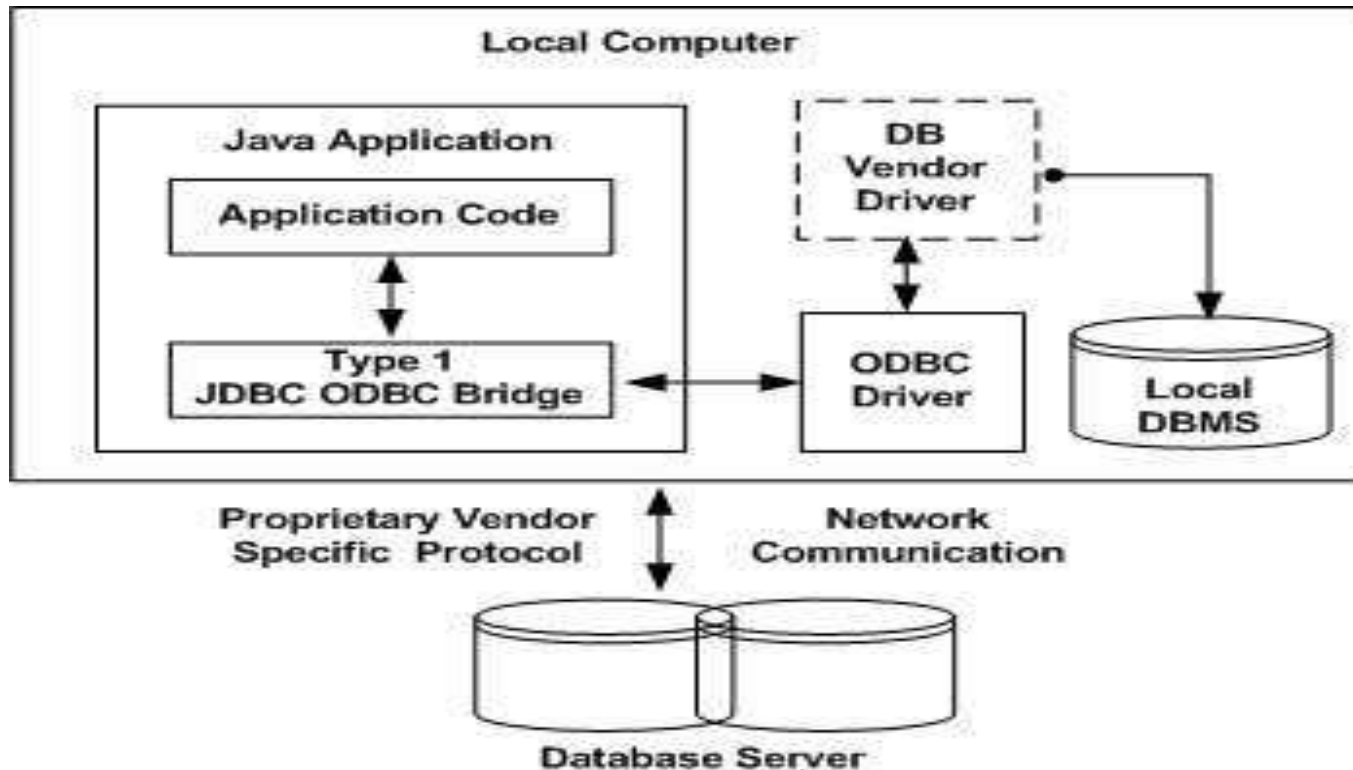 Local Computer
Java Application
Application Code
Type 1
JDBC ODBC Bridge
DB
Vendor
Driver
ODBC
Driver
Local
DBMS
Proprietary Vendor
Specific Protocol
Network
Communication
Database Server